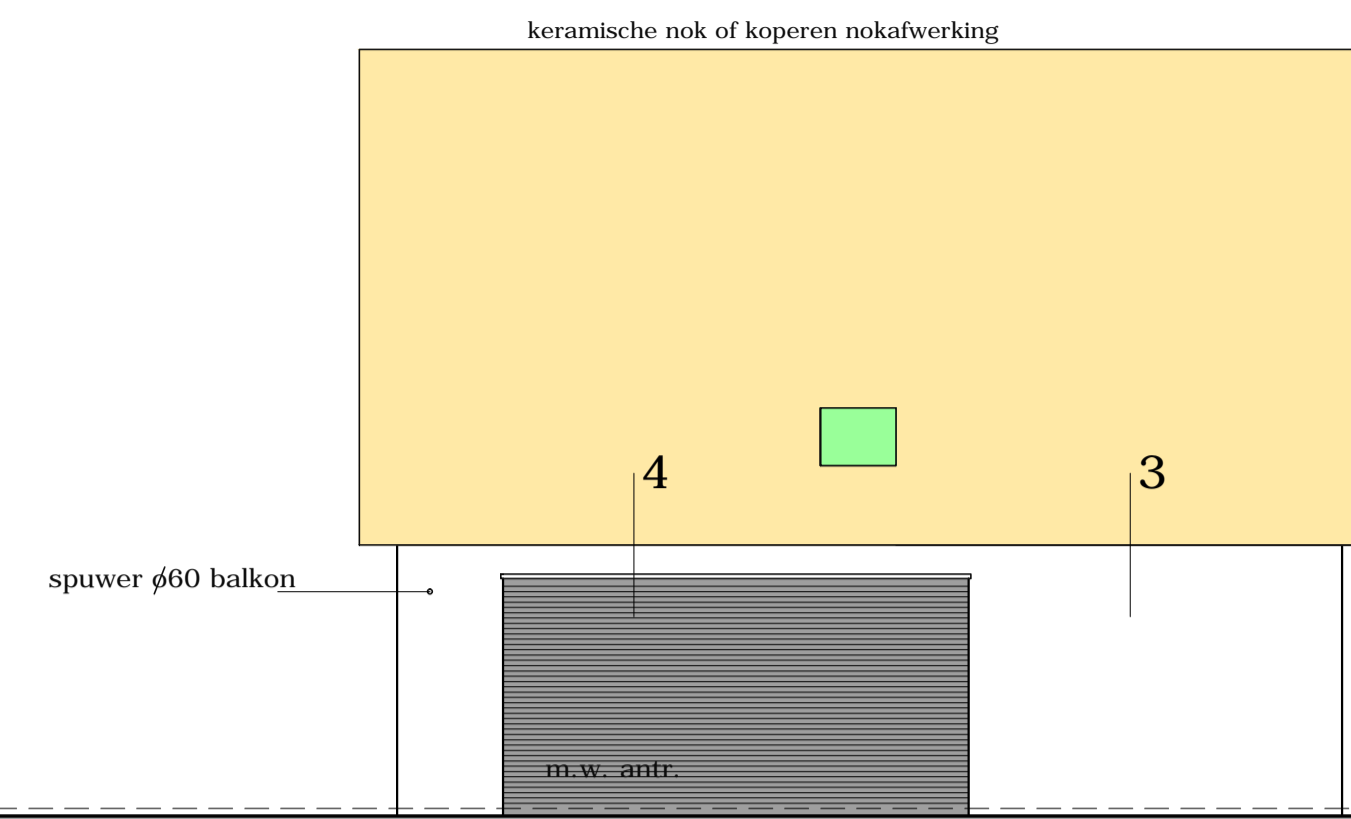 keramische nok of koperen nokafwerking
4
3
spuwer ø60 balkon
m.w. antr.